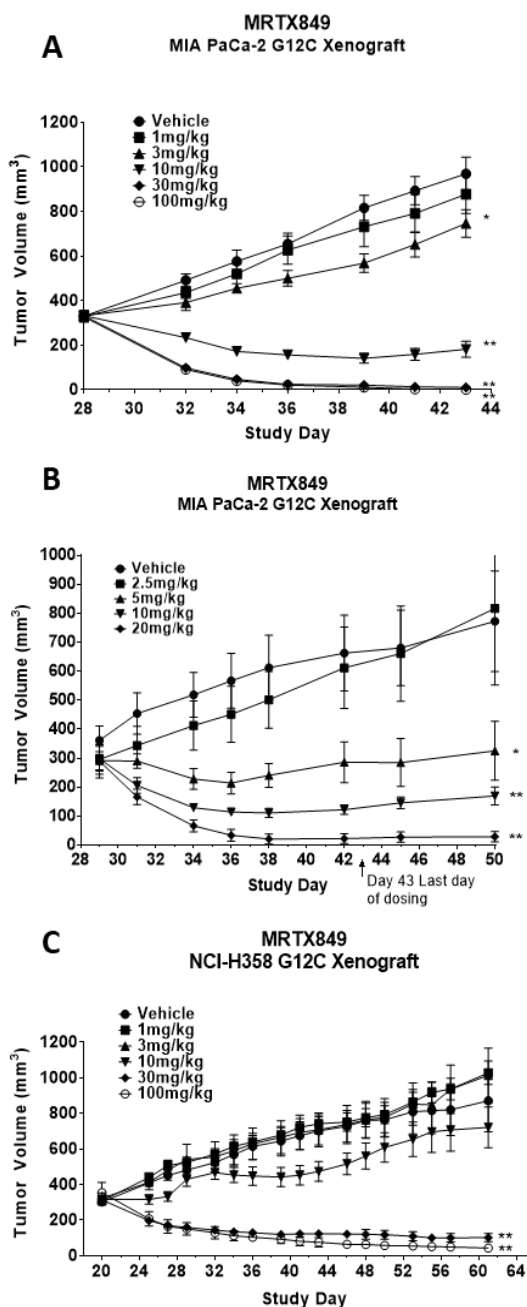 MRTX849
A
MIA PaCa-2 G12C Xenograft
Tumor Volume (mm3)
1200
1000
800
600
400
200
0
Vehicle
1mg/kg
3mg/kg
10mg/kg
30mg/kg
100mg/kg
*
**
**
**
28 30 32 34 36 38 40 42 44
Study Day
B
MRTX849
MIA PaCa-2 G12C Xenograft
Tumor Volume (mm3)
1000
900
800
700
600
500
400
300
200
100
0
Vehicle
2.5mg/kg
5mg/kg
10mg/kg
20mg/kg
*
**
**
28 30 32 34 36 38 40 42 44 46 48 50
Study Day
Day 43 Last day
of dosing
C
MRTX849
NCI-H358 G12C Xenograft
Tumor Volume (mm3)
1200
1000
800
600
400
200
0
Vehicle
1mg/kg
3mg/kg
10mg/kg
30mg/kg
100mg/kg
**
**
20 24 28 32 36 40 44 48 52 56 60 64
Study Day